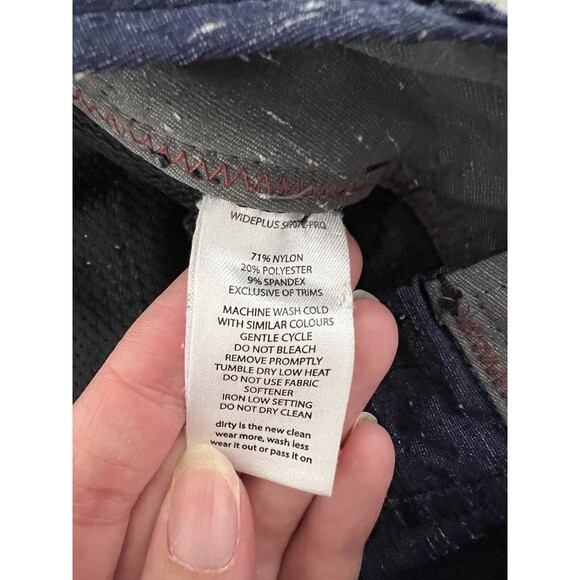 WIDEPLUS
71% NYLON
20% POLYESTER
9% SPANDEX
EXCLUSIVE OF TRIMS
MACHINE WASH COLD
WITH SIMILAR COLOURS
GENTLE CYCLE
DO NOT BLEACH
REMOVE PROMPTLY
TUMBLE DRY LOW HEAT
DO NOT USE FABRIC
SOFTENER
IRON LOW SETTING
DO NOT DRY CLEAN
dirty is the new clean
wear more, wash less
wear it out or pass it on